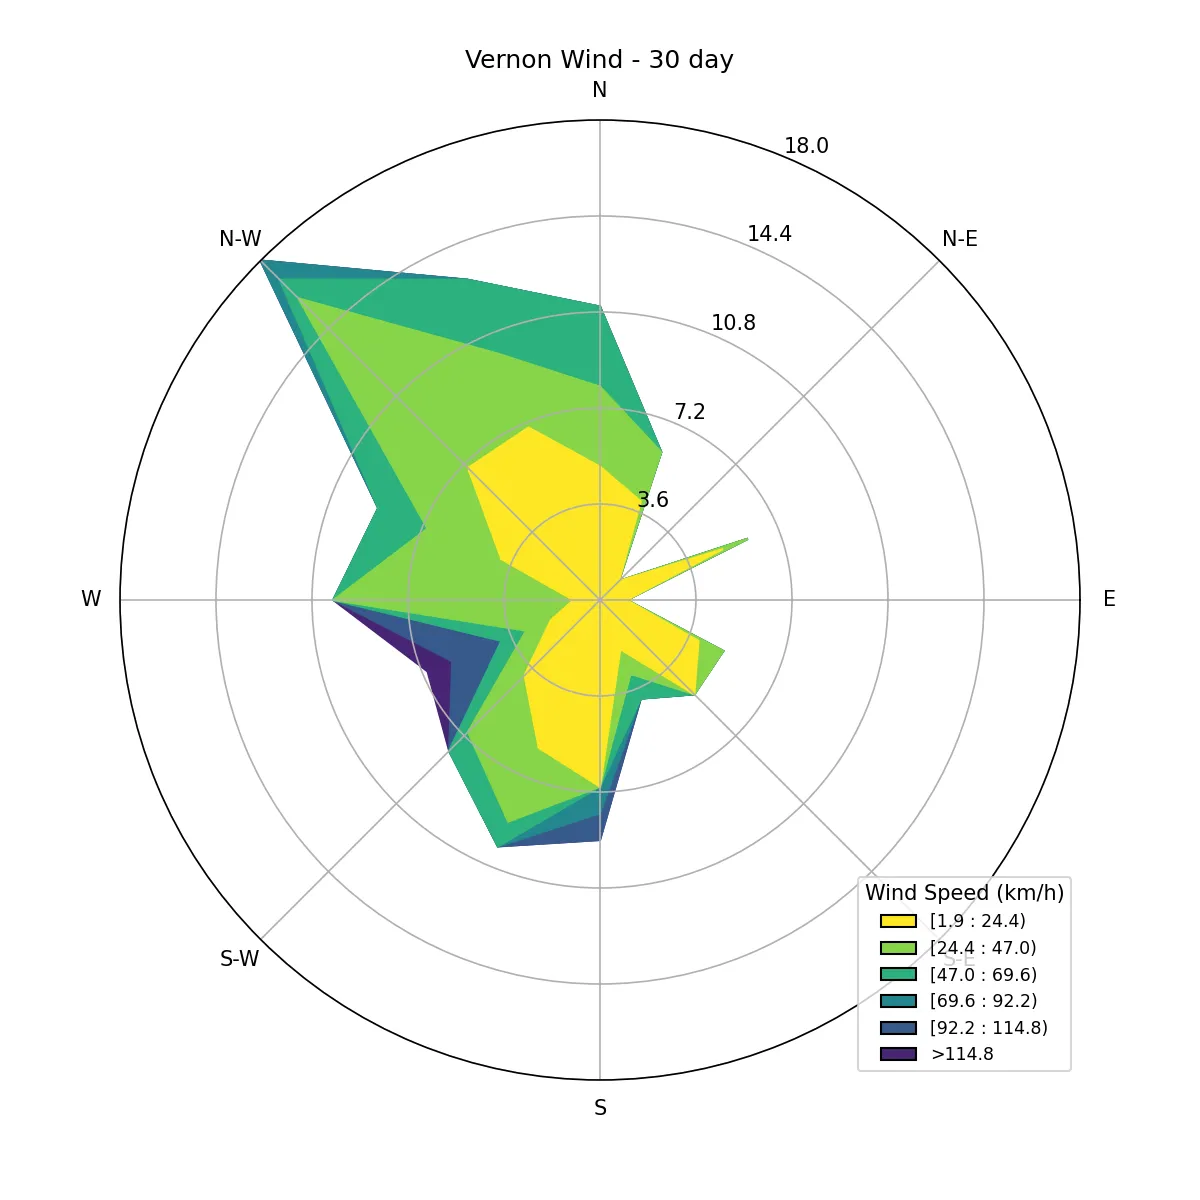 Vernon Wind - 30 day
N
18.0
14.4
N-W
N-E
10.8
7.2
3.6
W
E
Wind Speed (km/h)
[1.9 : 24.4)
[24.4 : 47.0)
S-W
S-E
[47.0 : 69.6)
[69.6 : 92.2)
[92.2 : 114.8)
>114.8
S